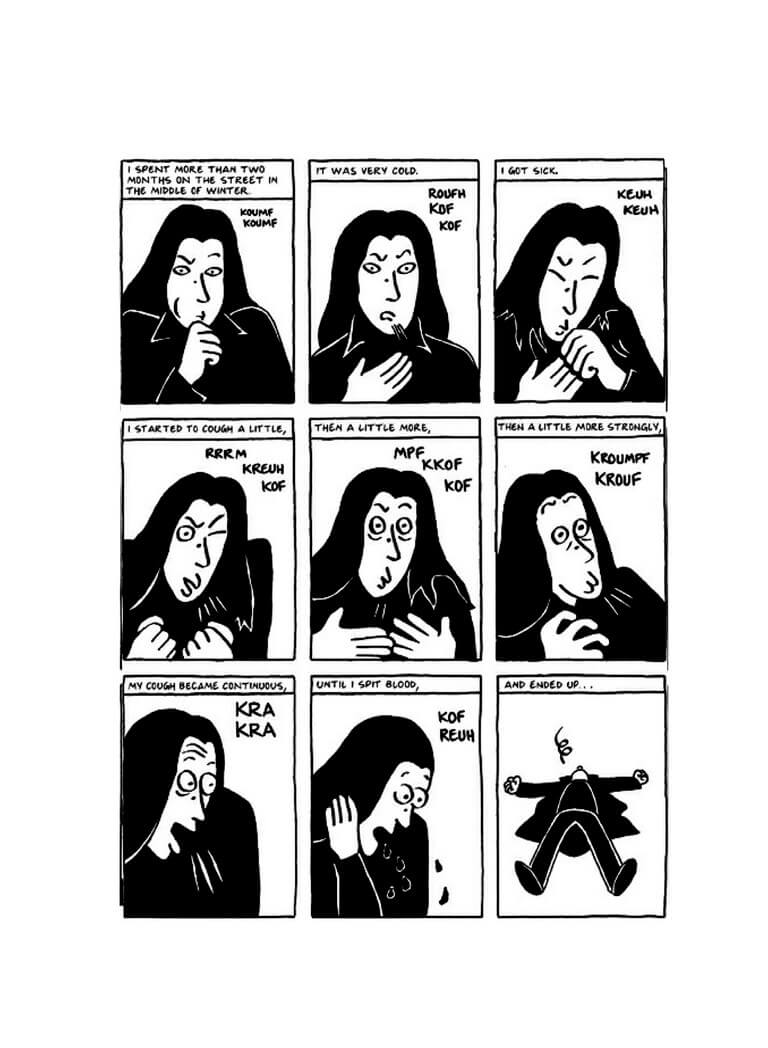 I SPENT MORE THAN TWO
MONTHS ON THE STREET IN
THE MIDDLE OF WINTER.
KOUMF
KOUMF
IT WAS VERY COLD.
ROUFH
KOF
KOF
I GOT SICK.
KEUH
KEUH
I STARTED TO COUGH A LITTLE,
RRRM
KREUH
KOF
THEN A LITTLE MORE,
MPF
KKOF
KOF
THEN A LITTLE MORE STRONGLY,
KROUMPF
KROUF
MY COUGH BECAME CONTINUOUS,
KRA
KRA
UNTIL I SPIT BLOOD,
KOF
REUH
AND ENDED UP...